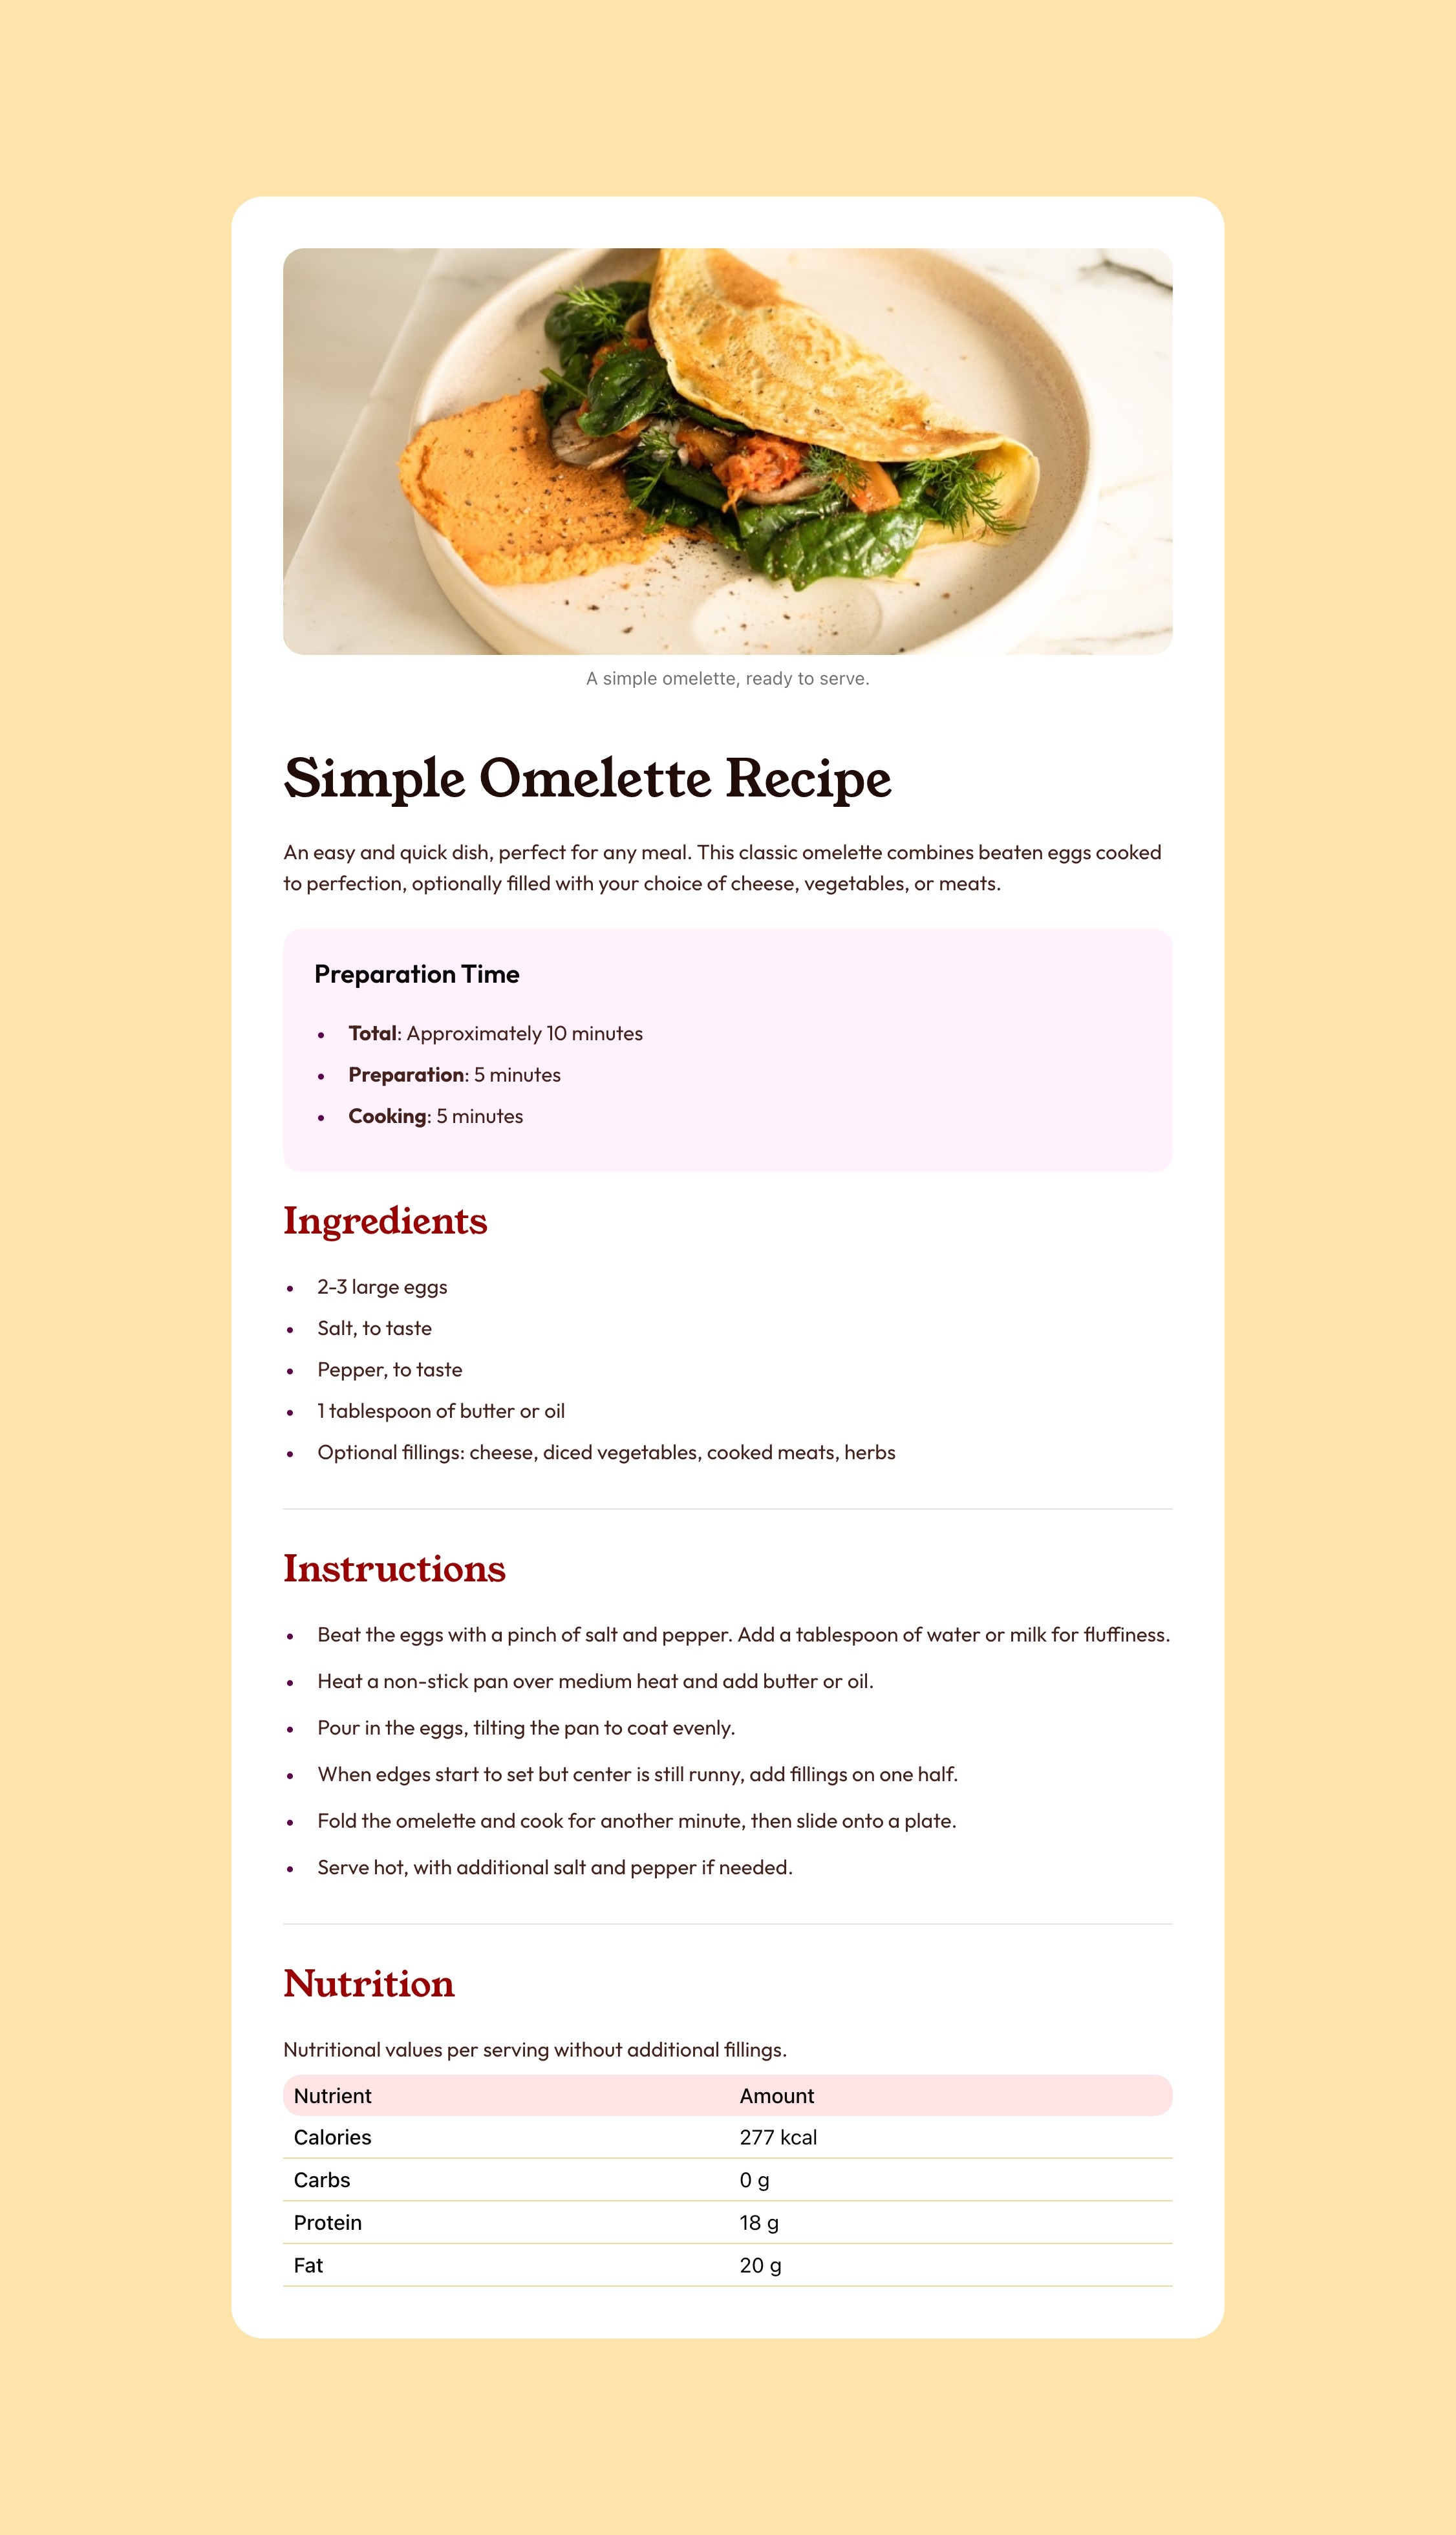 A simple omelette, ready to serve.
Simple Omelette Recipe
An easy and quick dish, perfect for any meal. This classic omelette combines beaten eggs cooked
to perfection, optionally filled with your choice of cheese, vegetables, or meats.
Preparation Time
• Total: Approximately 10 minutes
• Preparation: 5 minutes
• Cooking: 5 minutes
Ingredients
• 2-3 large eggs
• Salt, to taste
• Pepper, to taste
• 1 tablespoon of butter or oil
• Optional fillings: cheese, diced vegetables, cooked meats, herbs
Instructions
• Beat the eggs with a pinch of salt and pepper. Add a tablespoon of water or milk for fluffiness.
• Heat a non-stick pan over medium heat and add butter or oil.
• Pour in the eggs, tilting the pan to coat evenly.
• When edges start to set but center is still runny, add fillings on one half.
• Fold the omelette and cook for another minute, then slide onto a plate.
• Serve hot, with additional salt and pepper if needed.
Nutrition
Nutritional values per serving without additional fillings.
Nutrient Amount
Calories 277 kcal
Carbs 0 g
Protein 18 g
Fat 20 g